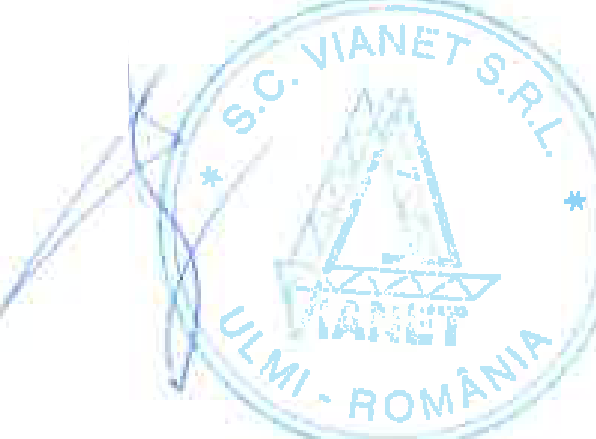 * S.C. VIANET S.R.L. *
ULMI - ROMÂNIA